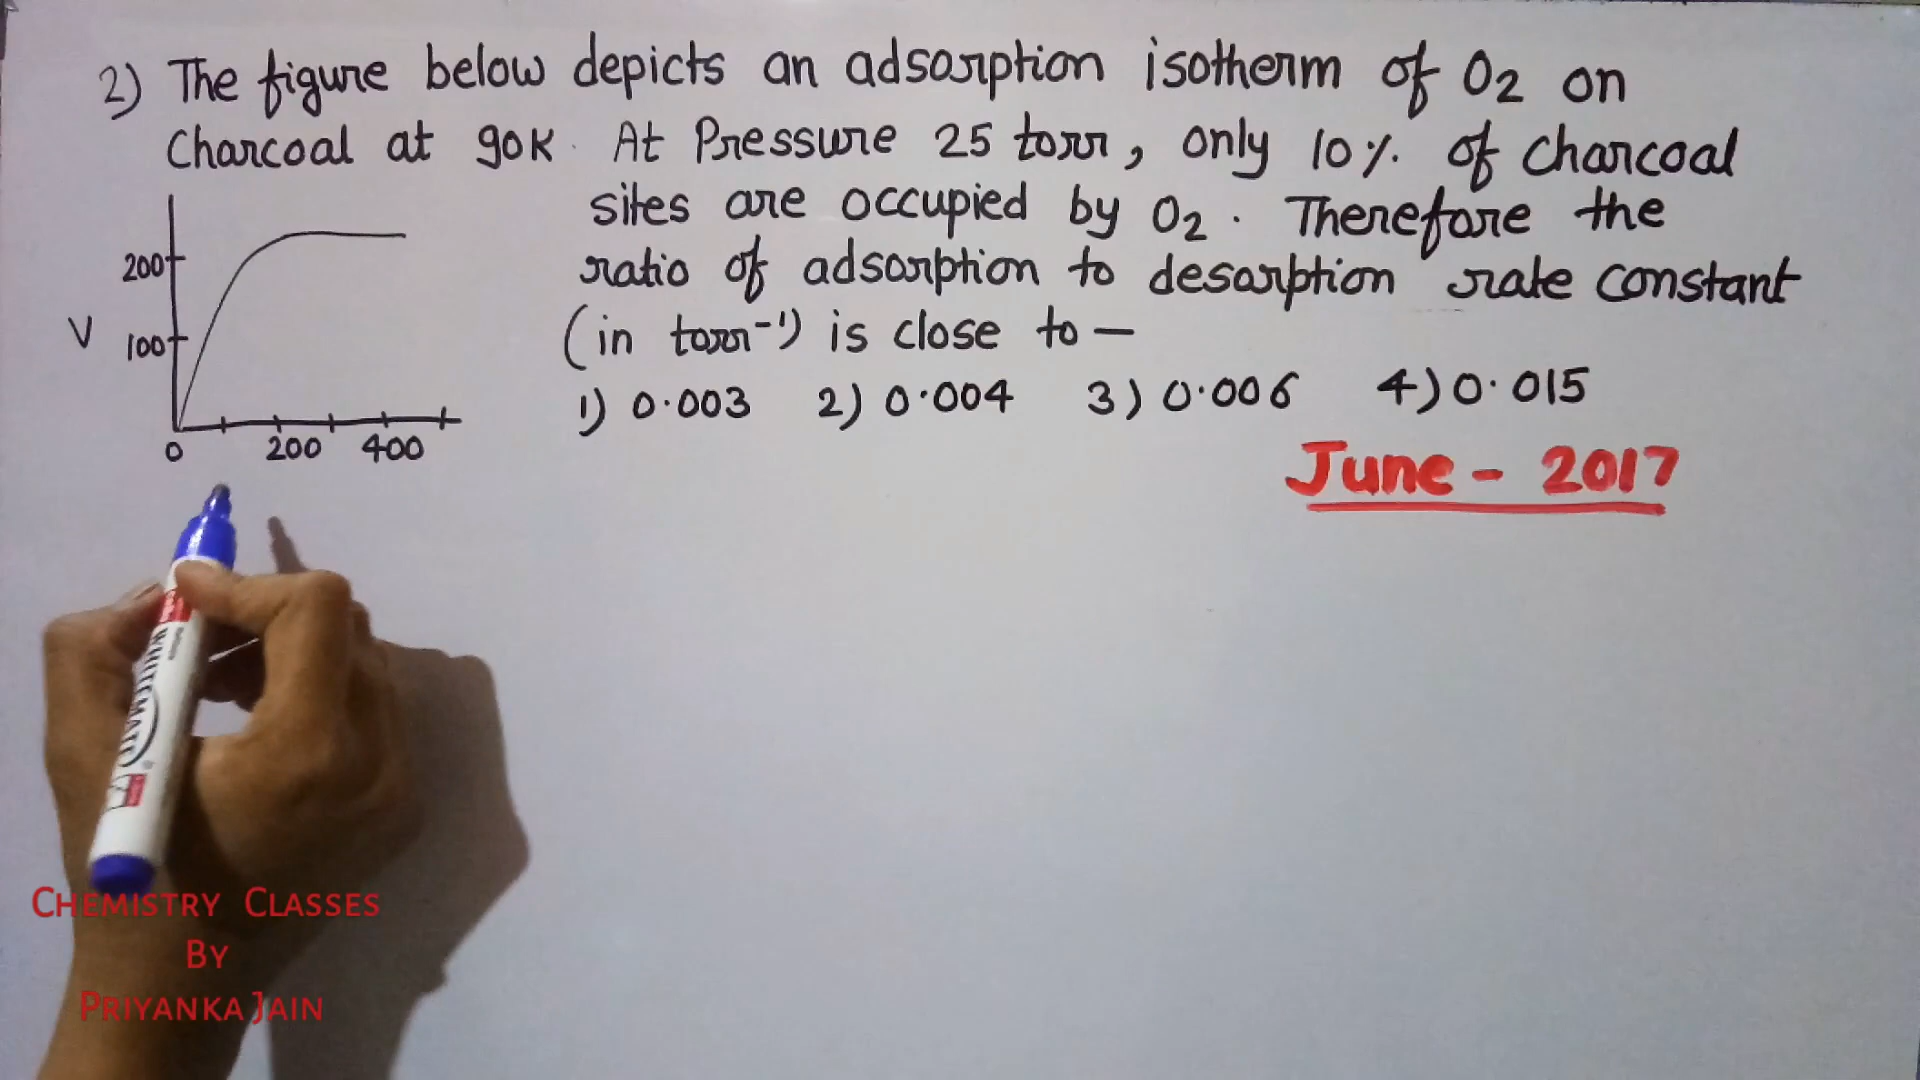 2) The figure below depicts an adsorption isotherm of O2 on
Charcoal at 90K. At Pressure 25 torr, only 10%. of charcoal
sites are occupied by O2. Therefore the
ratio of adsorption to desorption rate constant
(in torr⁻¹) is close to —
1) 0.003 2) 0.004 3) 0.006 4) 0.015
June - 2017
200
V
100
0 200 400
WHITEMATE
CHEMISTRY CLASSES
BY
PRIYANKA JAIN